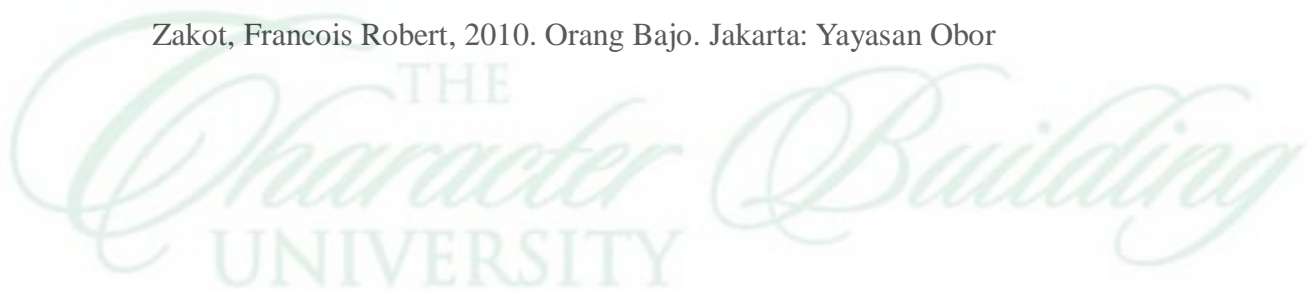 Zakot, Francois Robert, 2010. Orang Bajo. Jakarta: Yayasan Obor
THE
Character Building
UNIVERSITY